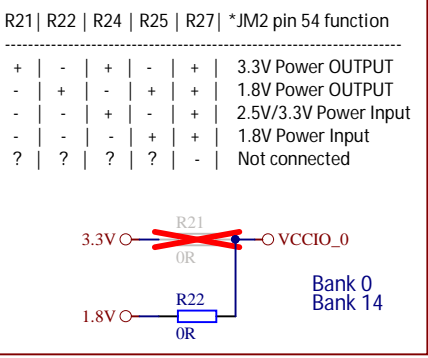 R21| R22 | R24 | R25 | R27| *JM2 pin 54 function
--------------------------------------------------------------------
+ | - | + | - | + | 3.3V Power OUTPUT
- | + | - | + | + | 1.8V Power OUTPUT
- | - | + | - | + | 2.5V/3.3V Power Input
- | - | - | + | + | 1.8V Power Input
? | ? | ? | ? | - | Not connected
R21
3.3V VCCIO_0
0R
Bank 0
Bank 14
R22
1.8V
0R